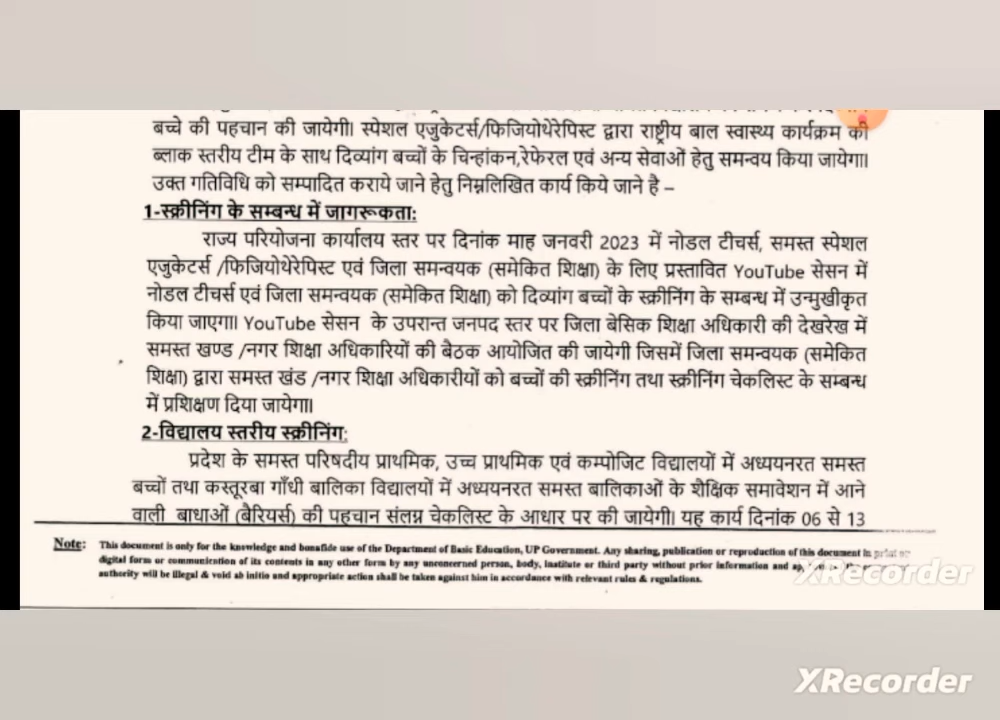 बच्चे की पहचान की जायेगी। स्पेशल एजुकेटर्स/फिजियोथेरेपिस्ट द्वारा राष्ट्रीय बाल स्वास्थ्य कार्यक्रम की
ब्लाक स्तरीय टीम के साथ दिव्यांग बच्चों के चिन्हांकन,रेफेरल एवं अन्य सेवाओं हेतु समन्वय किया जायेगा।
उक्त गतिविधि को सम्पादित कराये जाने हेतु निम्नलिखित कार्य किये जाने है –
1-स्क्रीनिंग के सम्बन्ध में जागरूकता:
राज्य परियोजना कार्यालय स्तर पर दिनांक माह जनवरी 2023 में नोडल टीचर्स, समस्त स्पेशल
एजुकेटर्स /फिजियोथेरेपिस्ट एवं जिला समन्वयक (समेकित शिक्षा) के लिए प्रस्तावित YouTube सेसन में
नोडल टीचर्स एवं जिला समन्वयक (समेकित शिक्षा) को दिव्यांग बच्चों के स्क्रीनिंग के सम्बन्ध में उन्मुखीकृत
किया जाएगा। YouTube सेसन के उपरान्त जनपद स्तर पर जिला बेसिक शिक्षा अधिकारी की देखरेख में
समस्त खण्ड /नगर शिक्षा अधिकारियों की बैठक आयोजित की जायेगी जिसमें जिला समन्वयक (समेकित
शिक्षा) द्वारा समस्त खंड /नगर शिक्षा अधिकारीयों को बच्चों की स्क्रीनिंग तथा स्क्रीनिंग चेकलिस्ट के सम्बन्ध
में प्रशिक्षण दिया जायेगा।
2-विद्यालय स्तरीय स्क्रीनिंग:
प्रदेश के समस्त परिषदीय प्राथमिक, उच्च प्राथमिक एवं कम्पोजिट विद्यालयों में अध्ययनरत समस्त
बच्चों तथा कस्तूरबा गाँधी बालिका विद्यालयों में अध्ययनरत समस्त बालिकाओं के शैक्षिक समावेशन में आने
वाली बाधाओं (बैरियर्स) की पहचान संलग्न चेकलिस्ट के आधार पर की जायेगी। यह कार्य दिनांक 06 से 13
Note: This document is only for the knowledge and bonafide use of the Department of Basic Education, UP Government. Any sharing, publication or reproduction of this document in print or
digital form or communication of its contents in any other form by any unconcerned person, body, institute or third party without prior information and
authority will be illegal & void ab initio and appropriate action shall be taken against him in accordance with relevant rules & regulations.
XRecorder
XRecorder